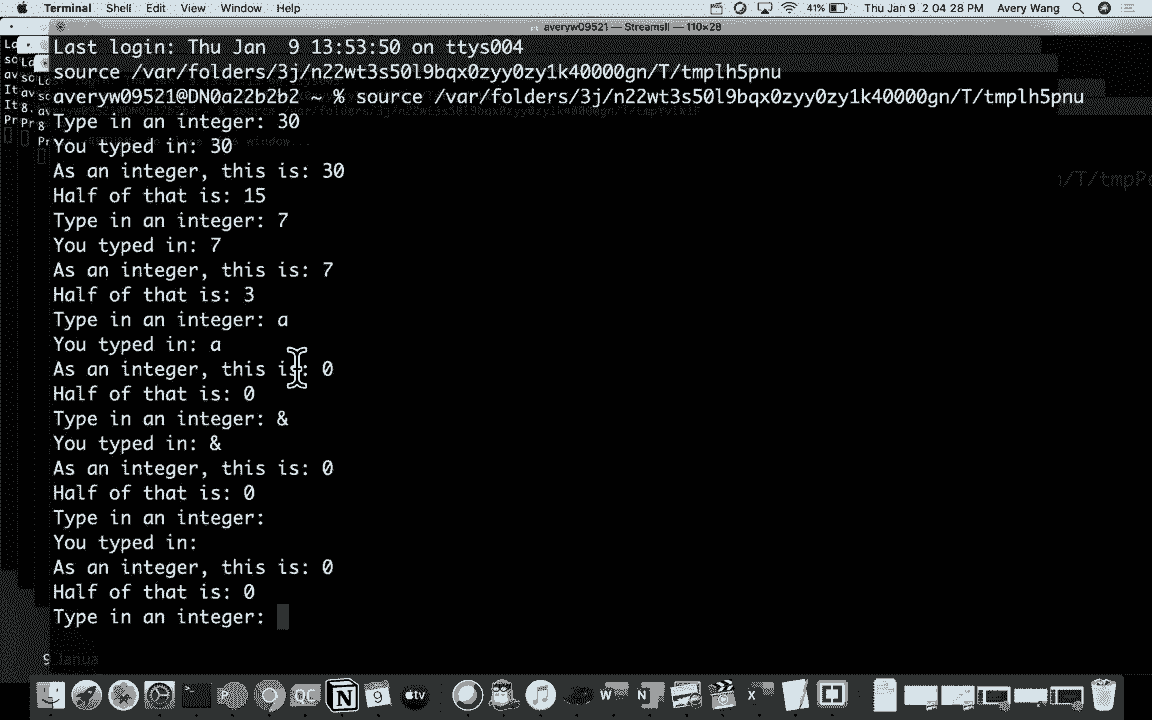 Terminal Shell Edit View Window Help 41% Thu Jan 9 2:04:28 PM Avery Wang
averyw09521 — StreamsII — 110×28
Last login: Thu Jan  9 13:53:50 on ttys004
source /var/folders/3j/n22wt3s50l9bqx0zyy0zy1k40000gn/T/tmplh5pnu
averyw09521@DN0a22b2b2 ~ % source /var/folders/3j/n22wt3s50l9bqx0zyy0zy1k40000gn/T/tmplh5pnu
Type in an integer: 30
You typed in: 30
As an integer, this is: 30
Half of that is: 15
Type in an integer: 7
You typed in: 7
As an integer, this is: 7
Half of that is: 3
Type in an integer: a
You typed in: a
As an integer, this is: 0
Half of that is: 0
Type in an integer: &
You typed in: &
As an integer, this is: 0
Half of that is: 0
Type in an integer:
You typed in:
As an integer, this is: 0
Half of that is: 0
Type in an integer:
9 Janua